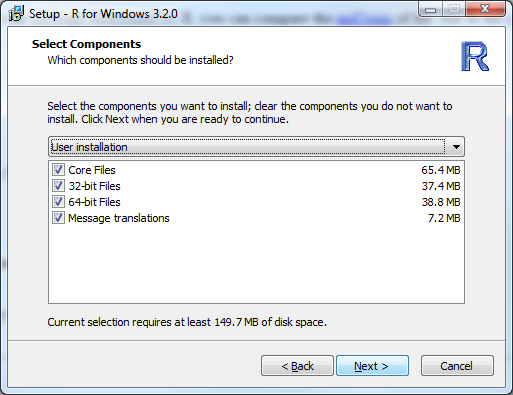 Setup - R for Windows 3.2.0
Select Components
Which components should be installed?
R
Select the components you want to install; clear the components you do not want to
install. Click Next when you are ready to continue.
User installation
Core Files 65.4 MB
32-bit Files 37.4 MB
64-bit Files 38.8 MB
Message translations 7.2 MB
Current selection requires at least 149.7 MB of disk space.
< Back Next > Cancel